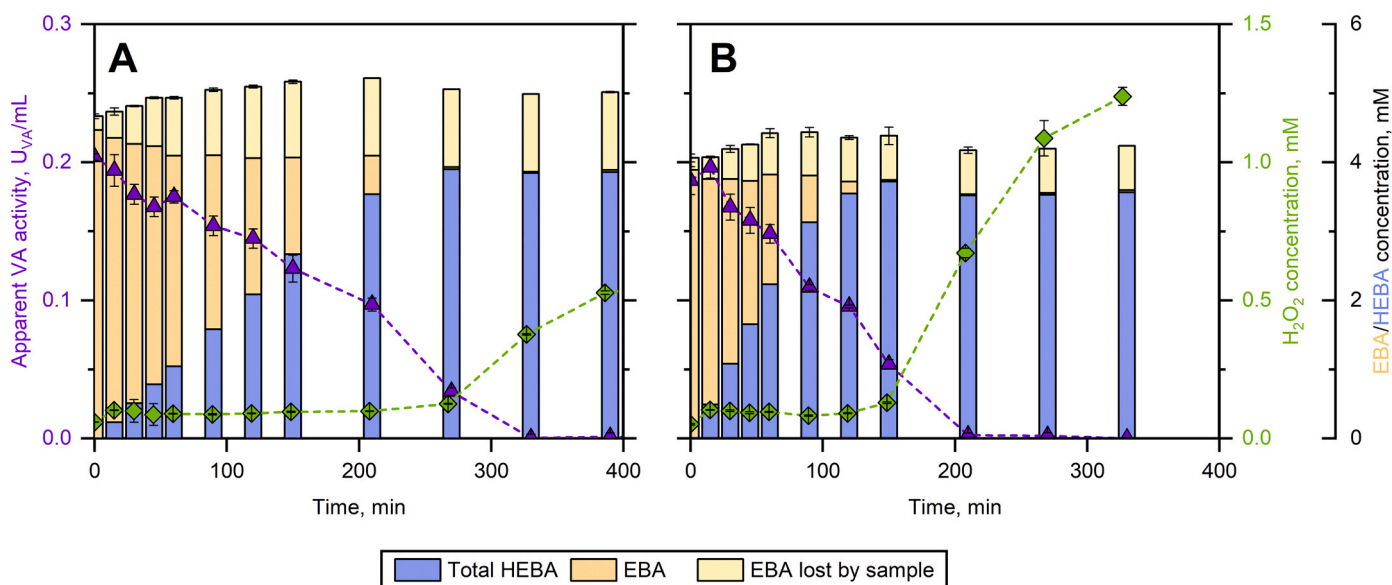 A
B
Apparent VA activity, U_VA/mL
0.3
0.2
0.1
0.0
0
100
200
300
400
Time, min
0
100
200
300
400
Time, min
1.5
1.0
0.5
0.0
H₂O₂ concentration, mM
6
4
2
0
EBA/HEBA concentration, mM
Total HEBA EBA EBA lost by sample